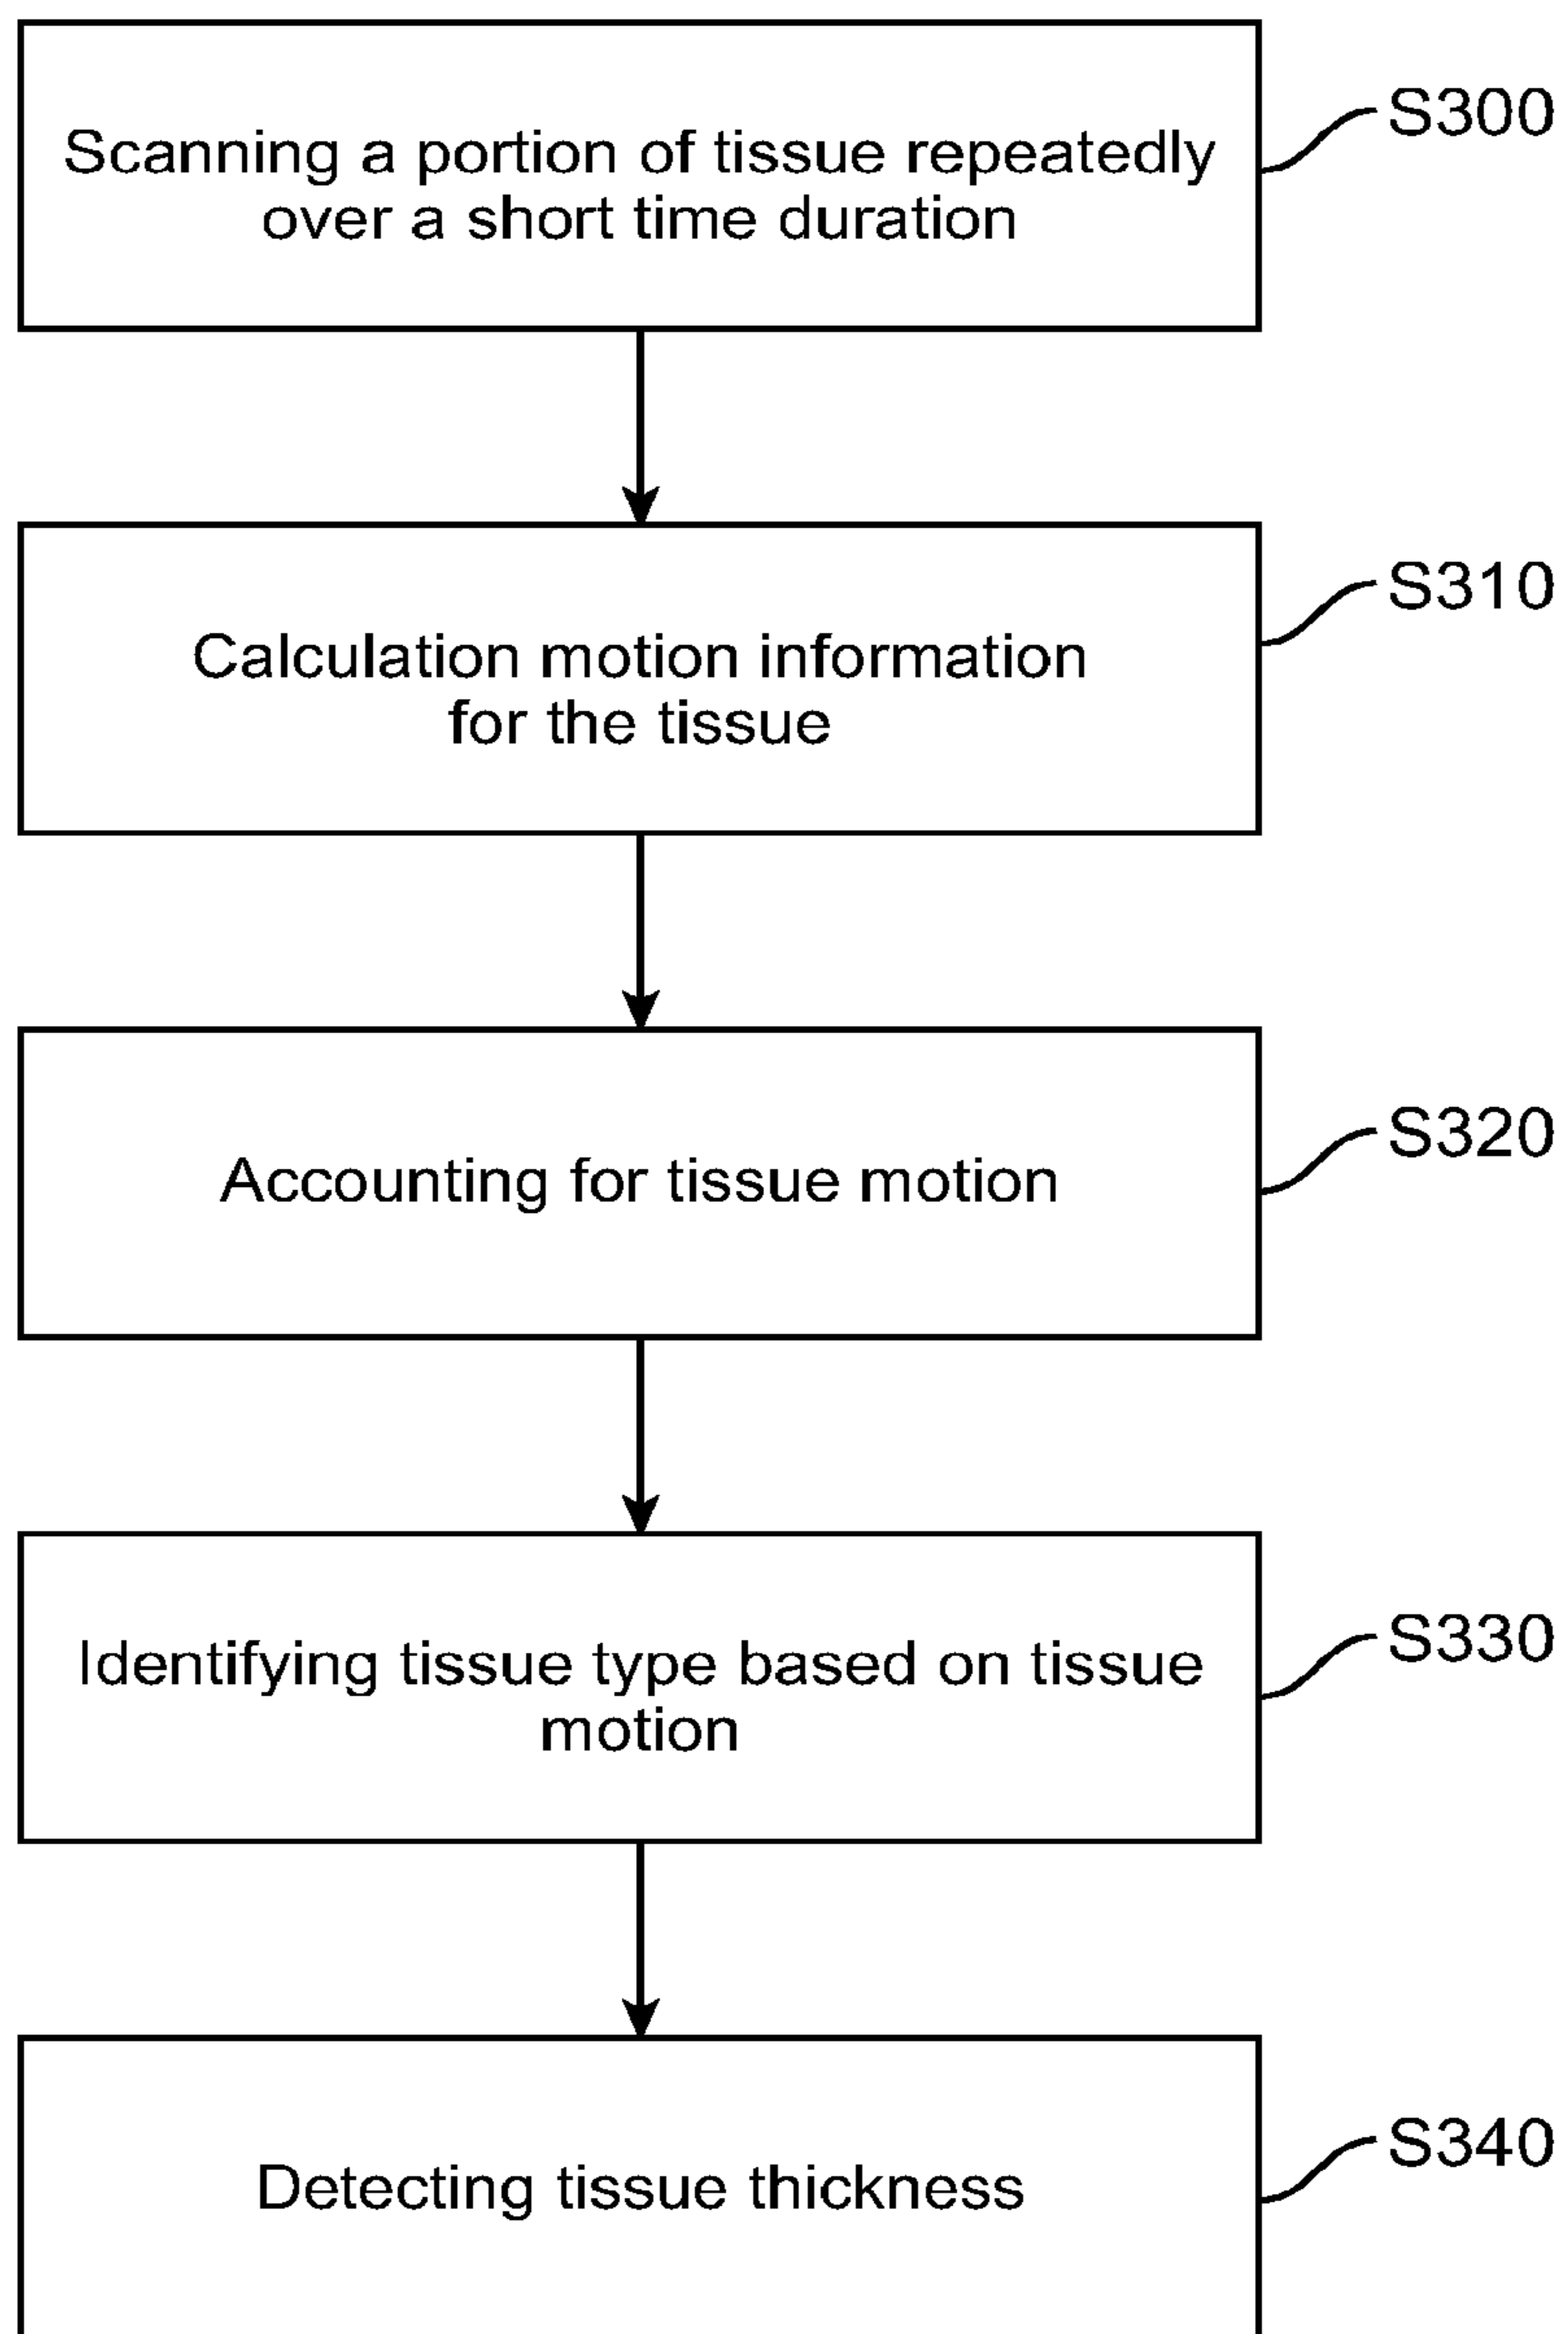 Scanning a portion of tissue repeatedly
over a short time duration
S300
Calculation motion information
for the tissue
S310
Accounting for tissue motion
S320
Identifying tissue type based on tissue
motion
S330
Detecting tissue thickness
S340